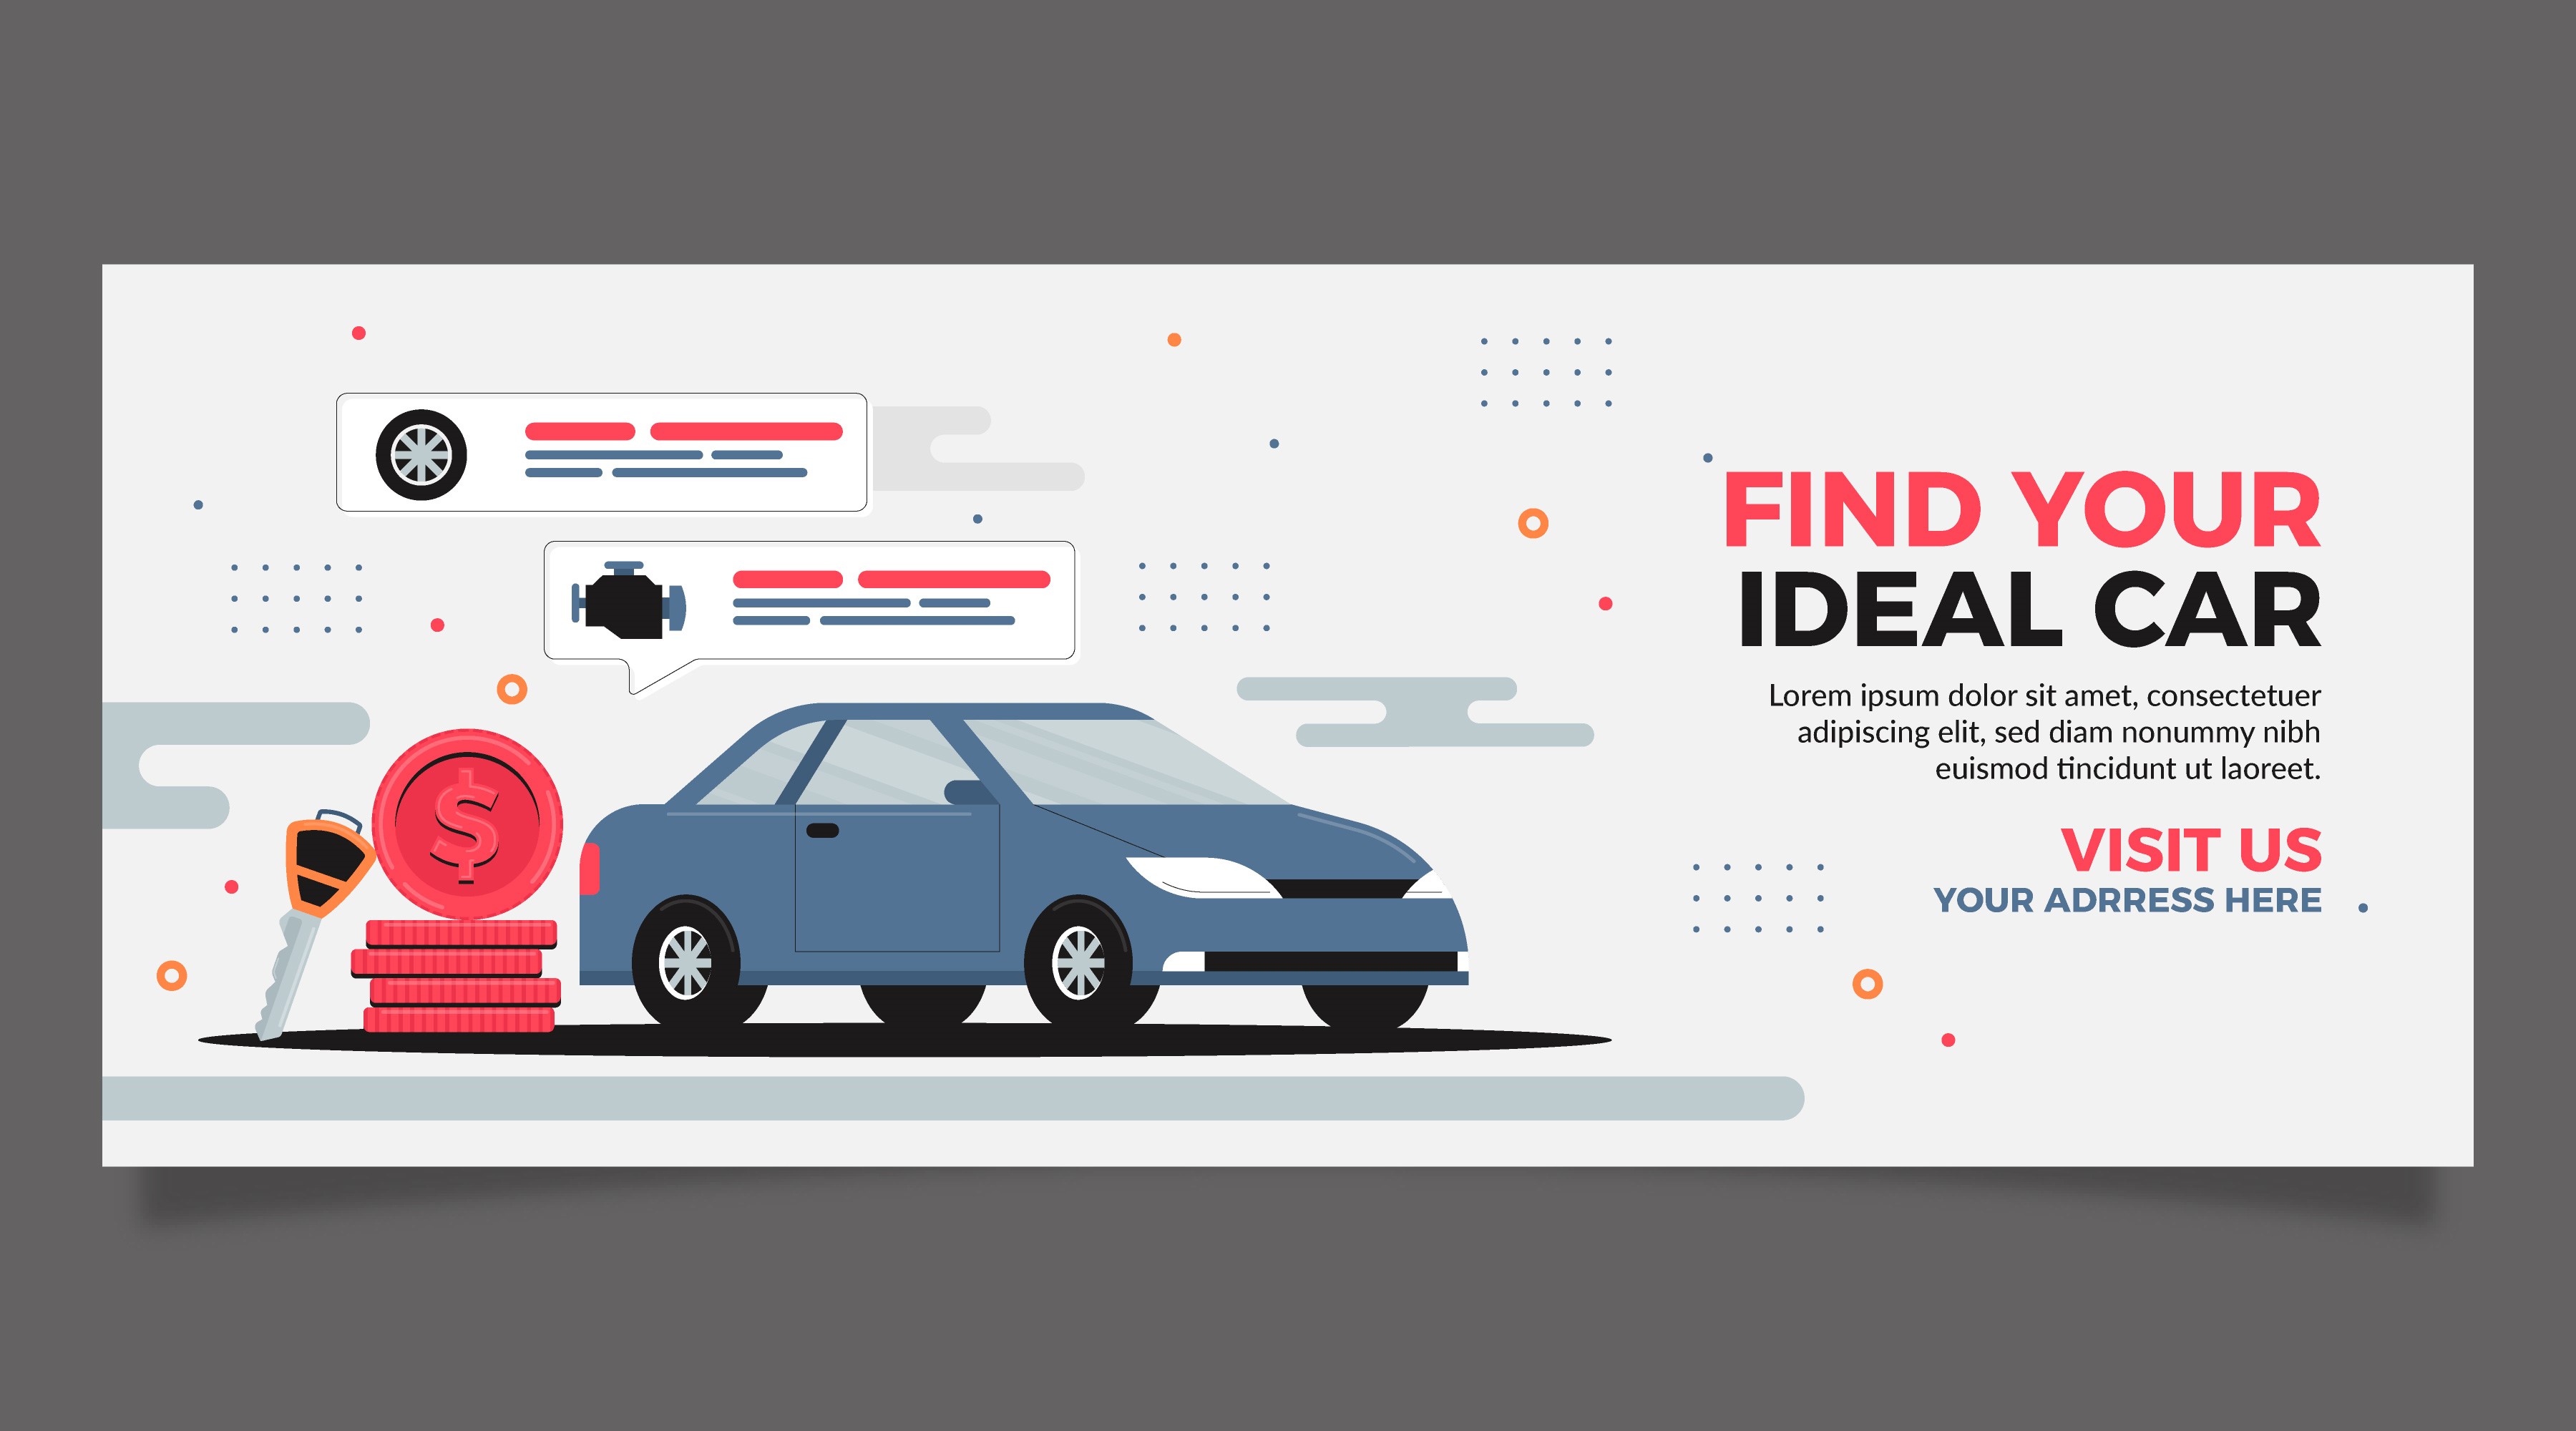 FIND YOUR
IDEAL CAR
Lorem ipsum dolor sit amet, consectetuer
adipiscing elit, sed diam nonummy nibh
euismod tincidunt ut laoreet.
VISIT US
YOUR ADRRESS HERE
$